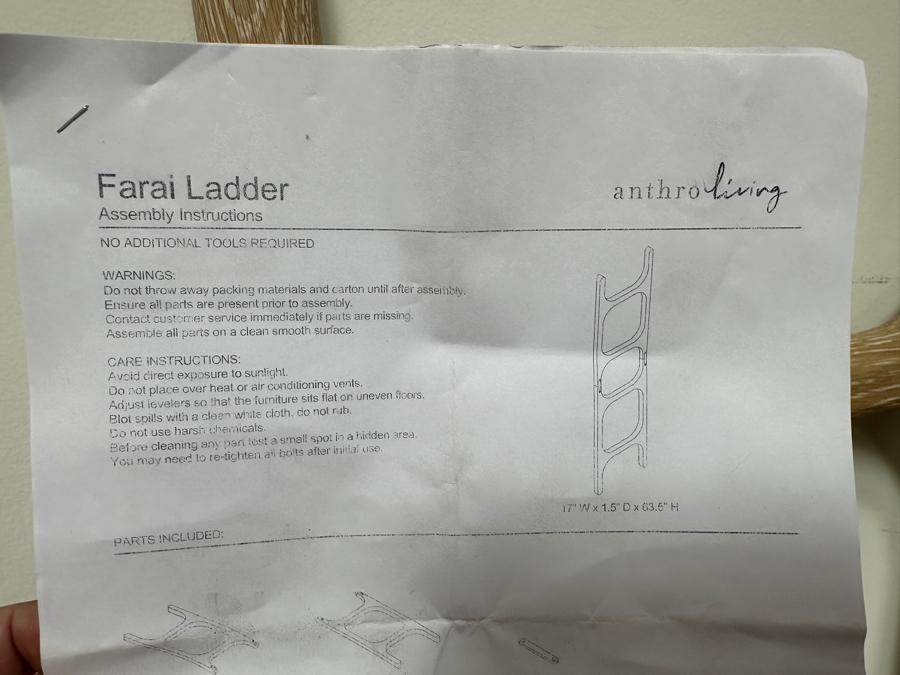 Farai Ladder
anthroliving
Assembly Instructions
NO ADDITIONAL TOOLS REQUIRED
WARNINGS:
Do not throw away packing materials and carton until after assembly.
Ensure all parts are present prior to assembly.
Contact customer service immediately if parts are missing.
Assemble all parts on a clean smooth surface.
CARE INSTRUCTIONS:
Avoid direct exposure to sunlight.
Do not place over heat or air conditioning vents.
Adjust levelers so that the furniture sits flat on uneven floors.
Blot spills with a clean white cloth, do not rub.
Do not use harsh chemicals.
Before cleaning any part test a small spot in a hidden area.
You may need to re-tighten all bolts after initial use.
17" W x 1.5" D x 63.5" H
PARTS INCLUDED: